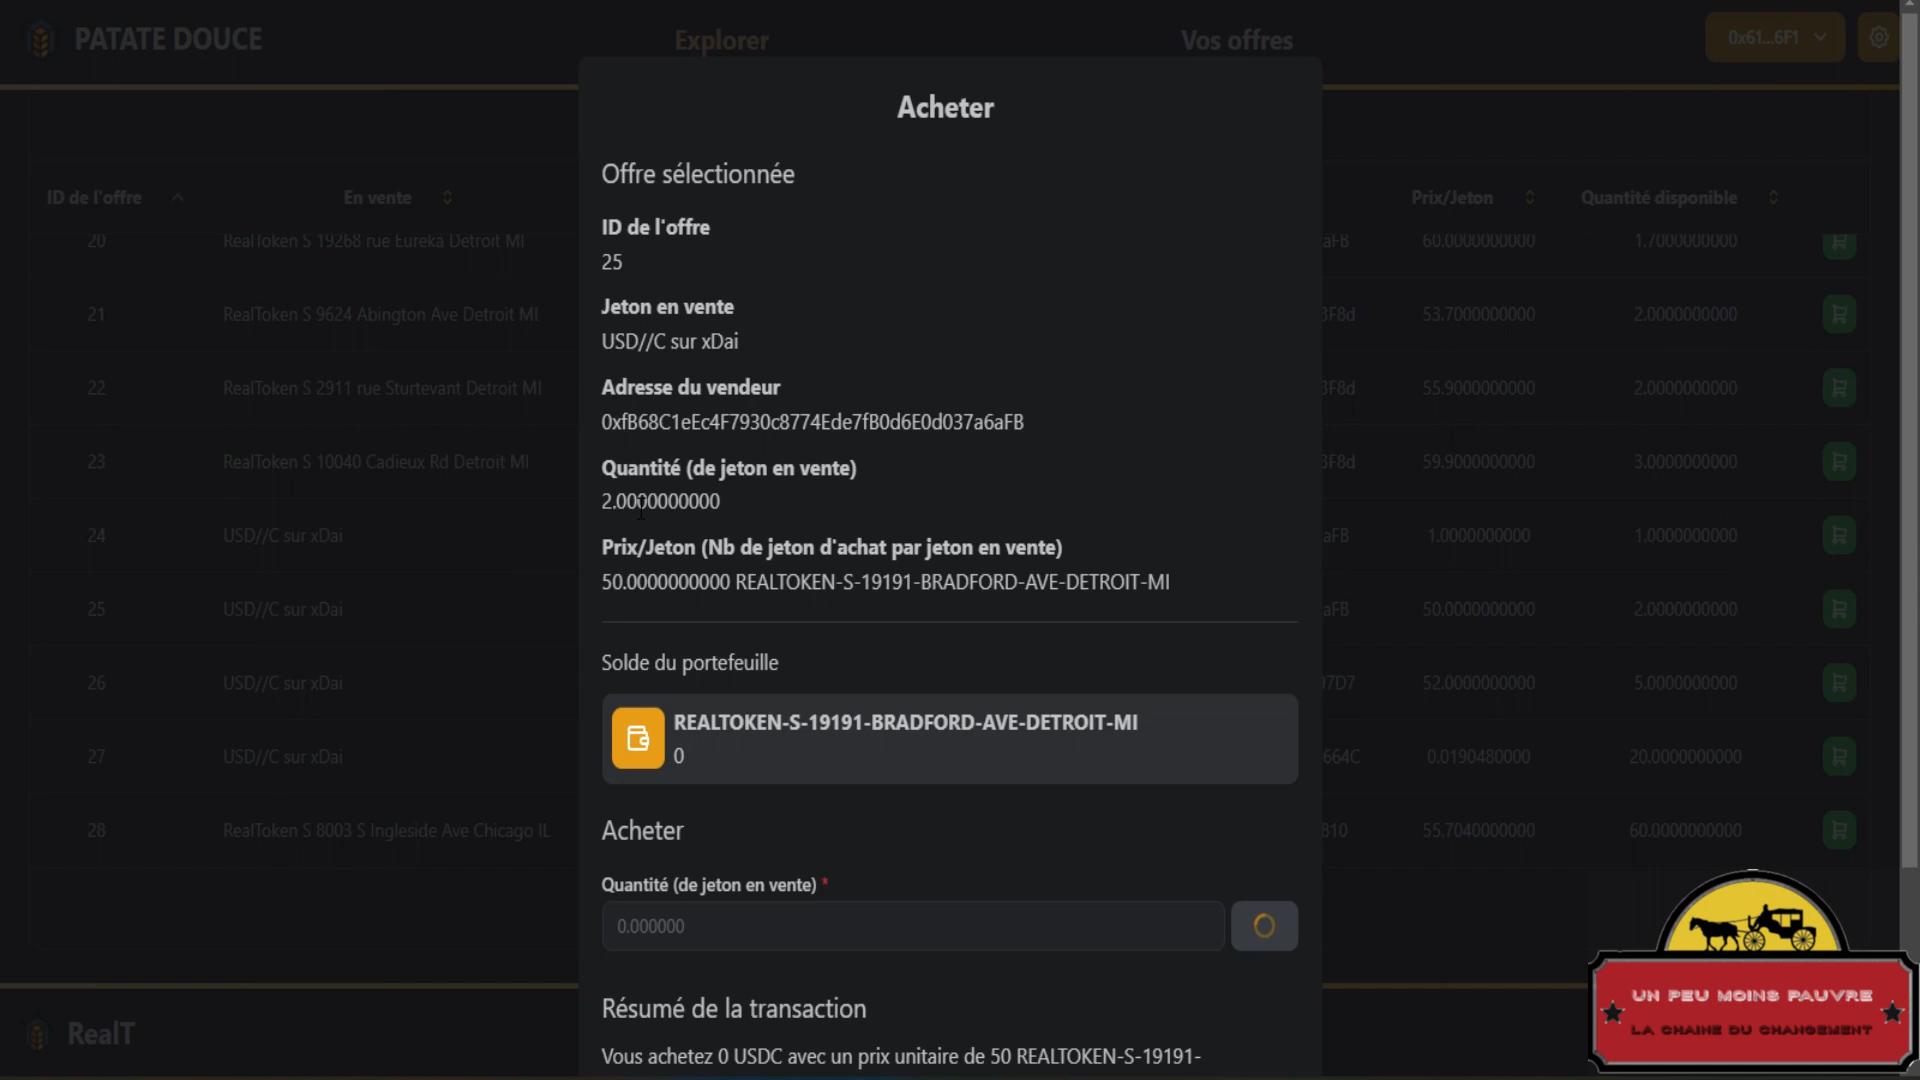 PATATE DOUCE
Explorer
Vos offres
0x61...6F1
Acheter
Offre sélectionnée
ID de l'offre
25
Jeton en vente
USD//C sur xDai
Adresse du vendeur
0xfB68C1eEc4F7930c8774Ede7fB0d6E0d037a6aFB
Quantité (de jeton en vente)
2.0000000000
Prix/Jeton (Nb de jeton d'achat par jeton en vente)
50.0000000000 REALTOKEN-S-19191-BRADFORD-AVE-DETROIT-MI
Solde du portefeuille
REALTOKEN-S-19191-BRADFORD-AVE-DETROIT-MI
0
Acheter
Quantité (de jeton en vente) *
0.000000
Résumé de la transaction
Vous achetez 0 USDC avec un prix unitaire de 50 REALTOKEN-S-19191-
ID de l'offre En vente Prix/Jeton Quantité disponible
20 RealToken S 19268 rue Eureka Detroit MI aFB 60.0000000000 1.7000000000
21 RealToken S 9624 Abington Ave Detroit MI 3F8d 53.7000000000 2.0000000000
22 RealToken S 2911 rue Sturtevant Detroit MI 3F8d 55.9000000000 2.0000000000
23 RealToken S 10040 Cadieux Rd Detroit MI 3F8d 59.9000000000 3.0000000000
24 USD//C sur xDai aFB 1.0000000000 1.0000000000
25 USD//C sur xDai aFB 50.0000000000 2.0000000000
26 USD//C sur xDai 97D7 52.0000000000 5.0000000000
27 USD//C sur xDai 664C 0.0190480000 20.0000000000
28 RealToken S 8003 S Ingleside Ave Chicago IL 810 55.7040000000 60.0000000000
RealT
UN PEU MOINS PAUVRE
LA CHAINE DU CHANGEMENT